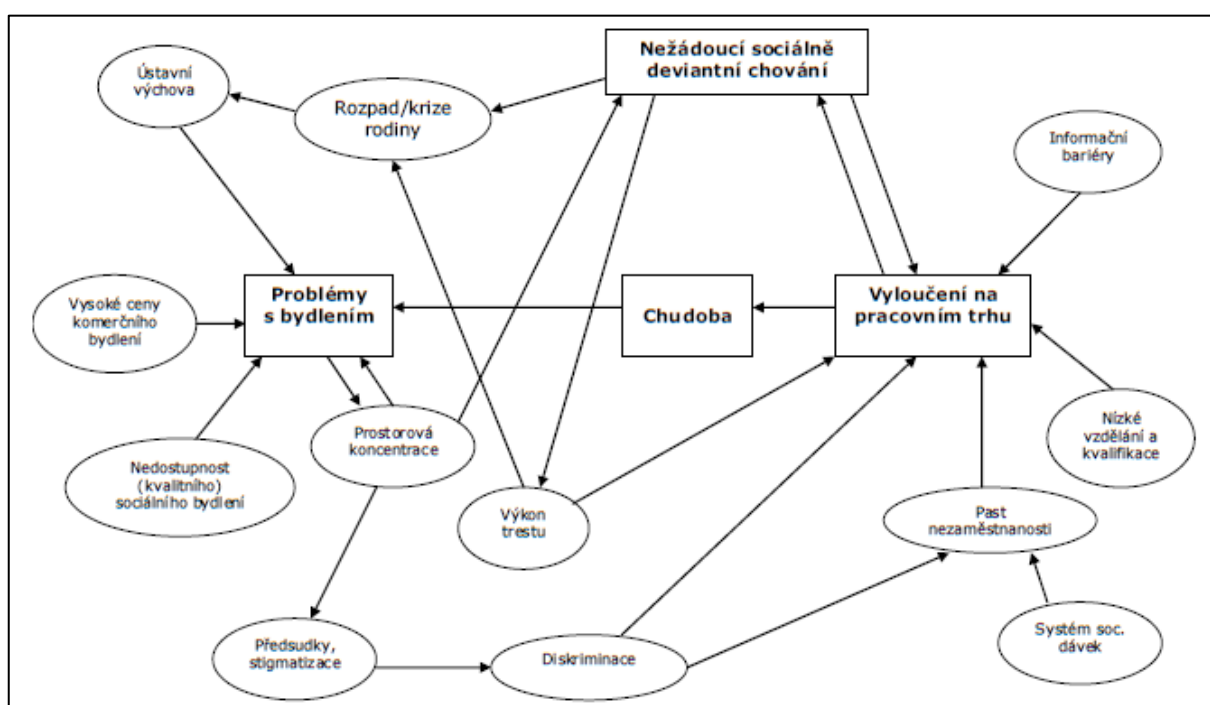 Nežádoucí sociálně
deviantní chování
Ústavní
výchova
Rozpad/krize
rodiny
Informační
bariéry
Problémy
s bydlením
Chudoba
Vyloučení na
pracovním trhu
Vysoké ceny
komerčního
bydlení
Prostorová
koncentrace
Nízké
vzdělání a
kvalifikace
Nedostupnost
(kvalitního)
sociálního bydlení
Výkon
trestu
Past
nezaměstnanosti
Předsudky,
stigmatizace
Diskriminace
Systém soc.
dávek